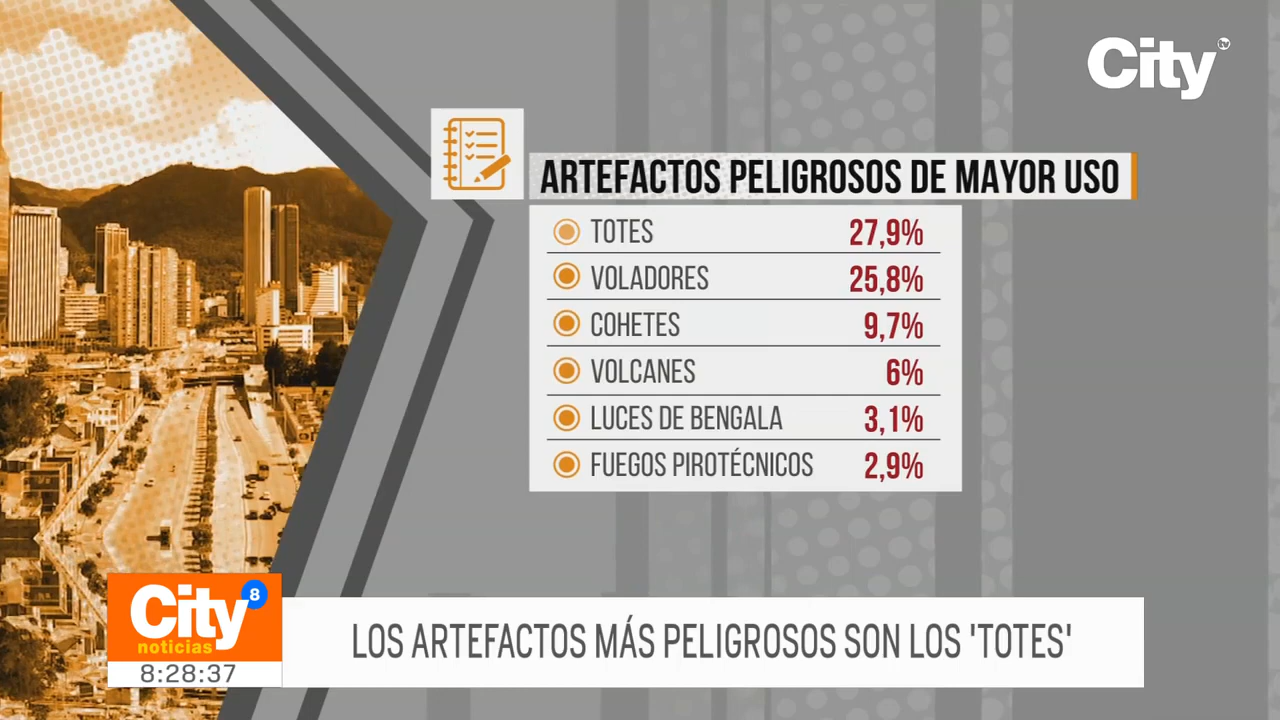 City tv
ARTEFACTOS PELIGROSOS DE MAYOR USO
TOTES 27,9%
VOLADORES 25,8%
COHETES 9,7%
VOLCANES 6%
LUCES DE BENGALA 3,1%
FUEGOS PIROTÉCNICOS 2,9%
City 8
noticias
8:28:37
LOS ARTEFACTOS MÁS PELIGROSOS SON LOS 'TOTES'